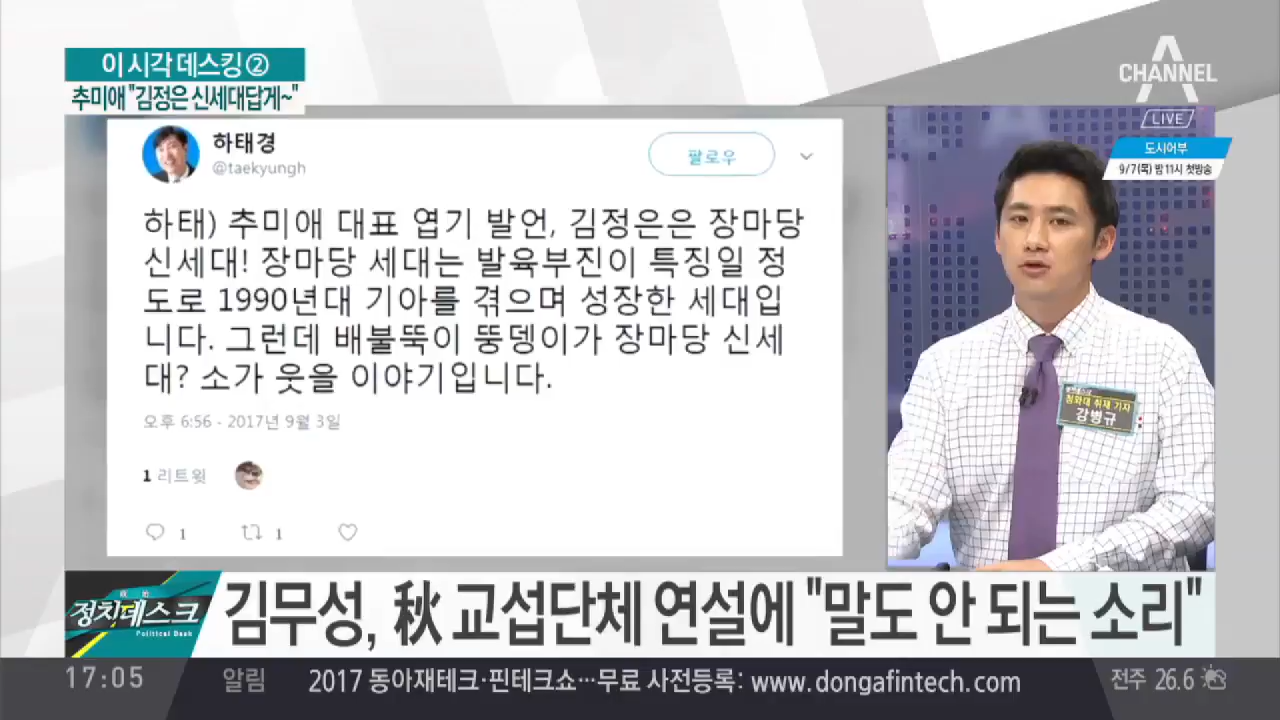 이 시각 데스킹 ②
추미애 "김정은 신세대답게~"
CHANNEL A
LIVE
도시어부
9/7(목) 밤 11시 첫방송
하태경
@taekyungh
팔로우
하태) 추미애 대표 엽기 발언, 김정은은 장마당
신세대! 장마당 세대는 발육부진이 특징일 정
도로 1990년대 기아를 겪으며 성장한 세대입
니다. 그런데 배불뚝이 뚱뎅이가 장마당 신세
대? 소가 웃을 이야기입니다.
오후 6:56 - 2017년 9월 3일
1 리트윗
1 1
청와대 취재 기자
강병규
정치데스크
Political Desk
김무성, 秋 교섭단체 연설에 "말도 안 되는 소리"
17:05 알림 2017 동아재테크·핀테크쇼…무료 사전등록: www.dongafintech.com 전주 26.6